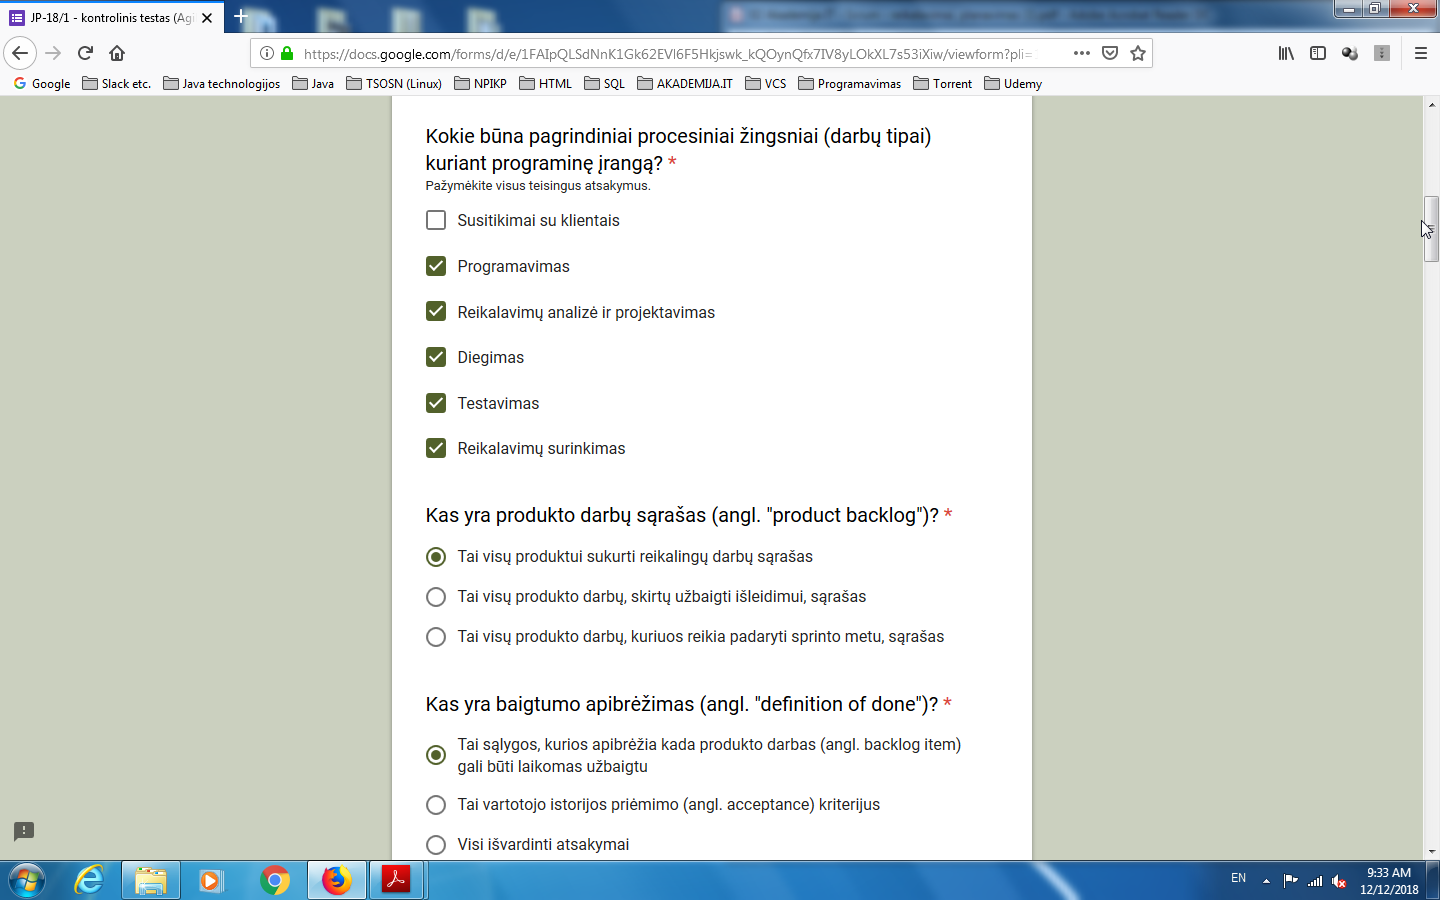 JP-18/1 - kontrolinis testas (Agi
https://docs.google.com/forms/d/e/1FAIpQLSdNnK1Gk62EVl6F5Hkjswk_kQOynQfx7IV8yLOkXL7s53iXiw/viewform?pli=
Google Slack etc. Java technologijos Java TSOSN (Linux) NPIKP HTML SQL AKADEMIJA.IT VCS Programavimas Torrent Udemy
Kokie būna pagrindiniai procesiniai žingsniai (darbų tipai)
kuriant programinę įrangą? *
Pažymėkite visus teisingus atsakymus.
Susitikimai su klientais
Programavimas
Reikalavimų analizė ir projektavimas
Diegimas
Testavimas
Reikalavimų surinkimas
Kas yra produkto darbų sąrašas (angl. "product backlog")? *
Tai visų produktui sukurti reikalingų darbų sąrašas
Tai visų produkto darbų, skirtų užbaigti išleidimui, sąrašas
Tai visų produkto darbų, kuriuos reikia padaryti sprinto metu, sąrašas
Kas yra baigtumo apibrėžimas (angl. "definition of done")? *
Tai sąlygos, kurios apibrėžia kada produkto darbas (angl. backlog item)
gali būti laikomas užbaigtu
Tai vartotojo istorijos priėmimo (angl. acceptance) kriterijus
Visi išvardinti atsakymai
EN
9:33 AM
12/12/2018